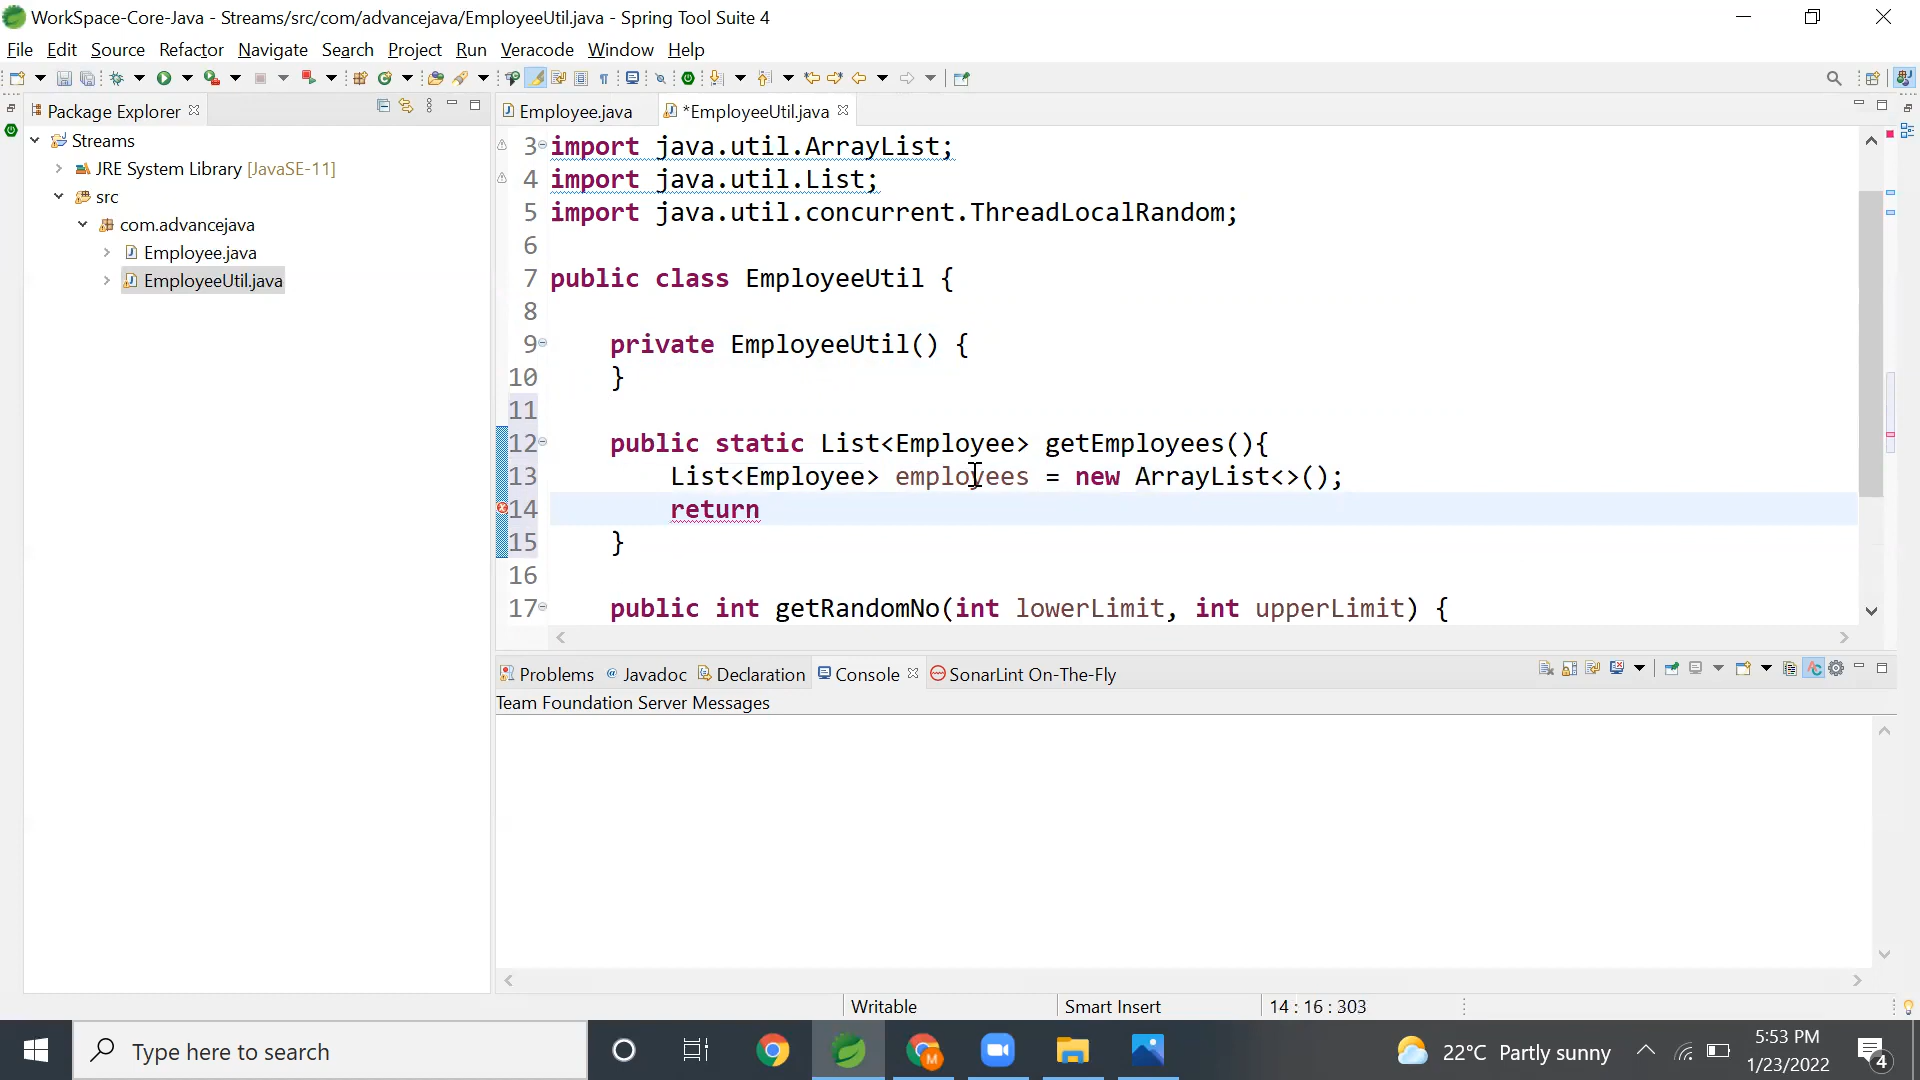 WorkSpace-Core-Java - Streams/src/com/advancejava/EmployeeUtil.java - Spring Tool Suite 4
File Edit Source Refactor Navigate Search Project Run Veracode Window Help
Package Explorer
Employee.java
*EmployeeUtil.java
Streams
JRE System Library [JavaSE-11]
src
com.advancejava
Employee.java
EmployeeUtil.java
3 import java.util.ArrayList;
4 import java.util.List;
5 import java.util.concurrent.ThreadLocalRandom;
6
7 public class EmployeeUtil {
8
9 private EmployeeUtil() {
10 }
11
12 public static List<Employee> getEmployees(){
13 List<Employee> employees = new ArrayList<>();
14 return
15 }
16
17 public int getRandomNo(int lowerLimit, int upperLimit) {
Problems @ Javadoc Declaration Console SonarLint On-The-Fly
Team Foundation Server Messages
Writable Smart Insert 14 : 16 : 303
Type here to search
M
22°C Partly sunny
5:53 PM
1/23/2022
4